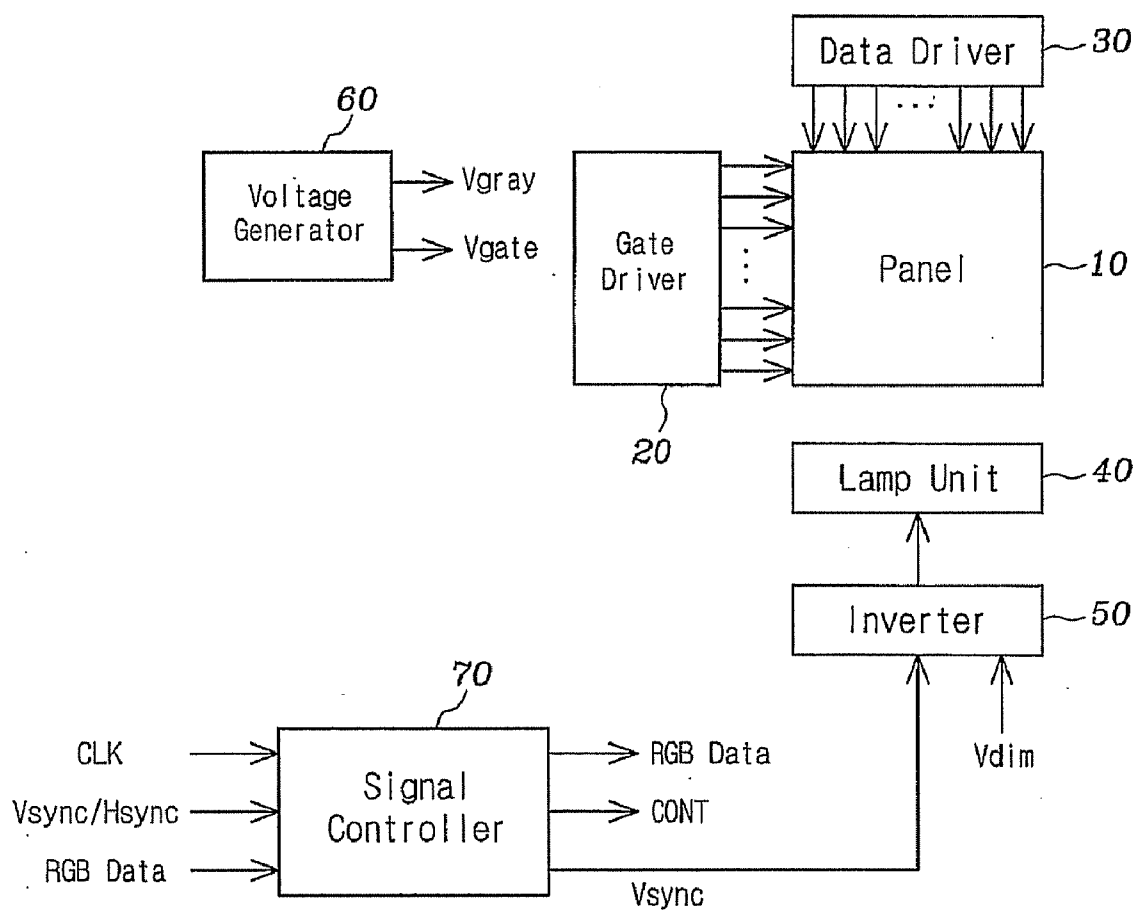 Data Driver
30
60
Voltage
Generator
Vgray
Vgate
Gate
Driver
...
Panel
10
20
Lamp Unit
40
Inverter
50
70
CLK
Vsync/Hsync
RGB Data
Signal
Controller
RGB Data
CONT
Vsync
Vdim